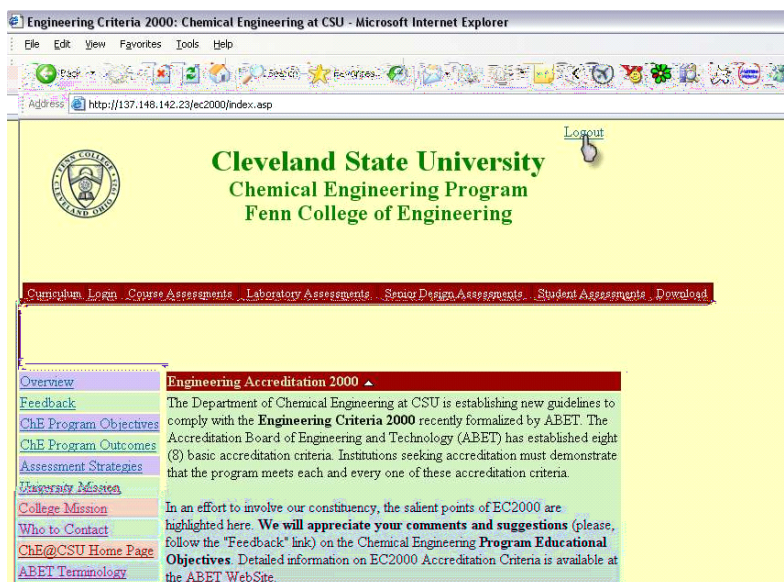 Engineering Criteria 2000: Chemical Engineering at CSU - Microsoft Internet Explorer
File Edit View Favorites Tools Help
Back Search Favorites
Address http://137.148.142.23/ec2000/index.asp
Logout
FENN COLLEGE 1923 CLEVELAND OHIO
Cleveland State University
Chemical Engineering Program
Fenn College of Engineering
Curriculum Login Course Assessments Laboratory Assessments Senior Design Assessments Student Assessments Download
Overview
Feedback
ChE Program Objectives
ChE Program Outcomes
Assessment Strategies
University Mission
College Mission
Who to Contact
ChE@CSU Home Page
ABET Terminology
Engineering Accreditation 2000
The Department of Chemical Engineering at CSU is establishing new guidelines to
comply with the Engineering Criteria 2000 recently formalized by ABET. The
Accreditation Board of Engineering and Technology (ABET) has established eight
(8) basic accreditation criteria. Institutions seeking accreditation must demonstrate
that the program meets each and every one of these accreditation criteria.
In an effort to involve our constituency, the salient points of EC2000 are
highlighted here. We will appreciate your comments and suggestions (please,
follow the "Feedback" link) on the Chemical Engineering Program Educational
Objectives. Detailed information on EC2000 Accreditation Criteria is available at
the ABET WebSite.